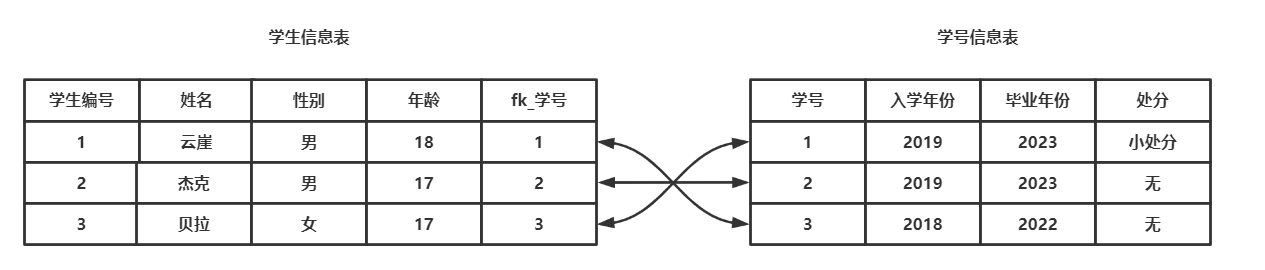 学生信息表
学号信息表
学生编号 姓名 性别 年龄 fk_学号
1 云崖 男 18 1
2 杰克 男 17 2
3 贝拉 女 17 3
学号 入学年份 毕业年份 处分
1 2019 2023 小处分
2 2019 2023 无
3 2018 2022 无